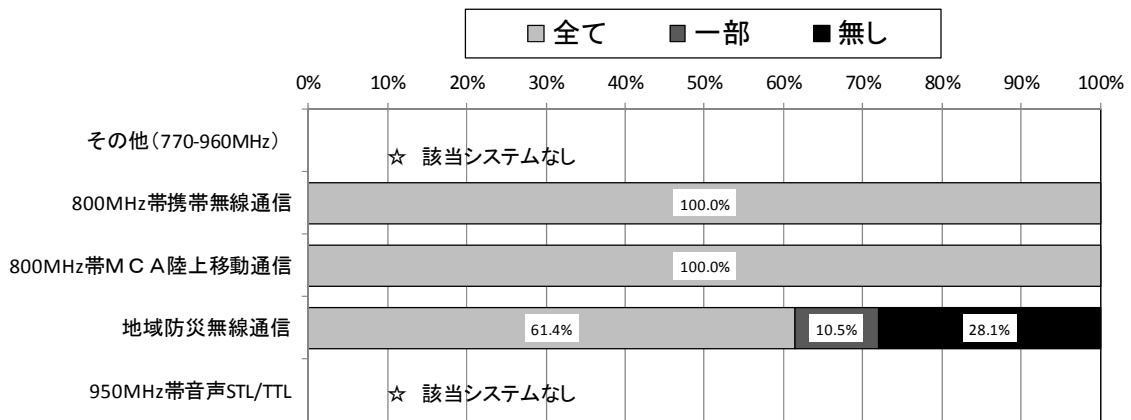 全て 一部 無し
0% 10% 20% 30% 40% 50% 60% 70% 80% 90% 100%
その他(770-960MHz)
☆ 該当システムなし
800MHz帯携帯無線通信
100.0%
800MHz帯MCA陸上移動通信
100.0%
地域防災無線通信
61.4% 10.5% 28.1%
950MHz帯音声STL/TTL
☆ 該当システムなし